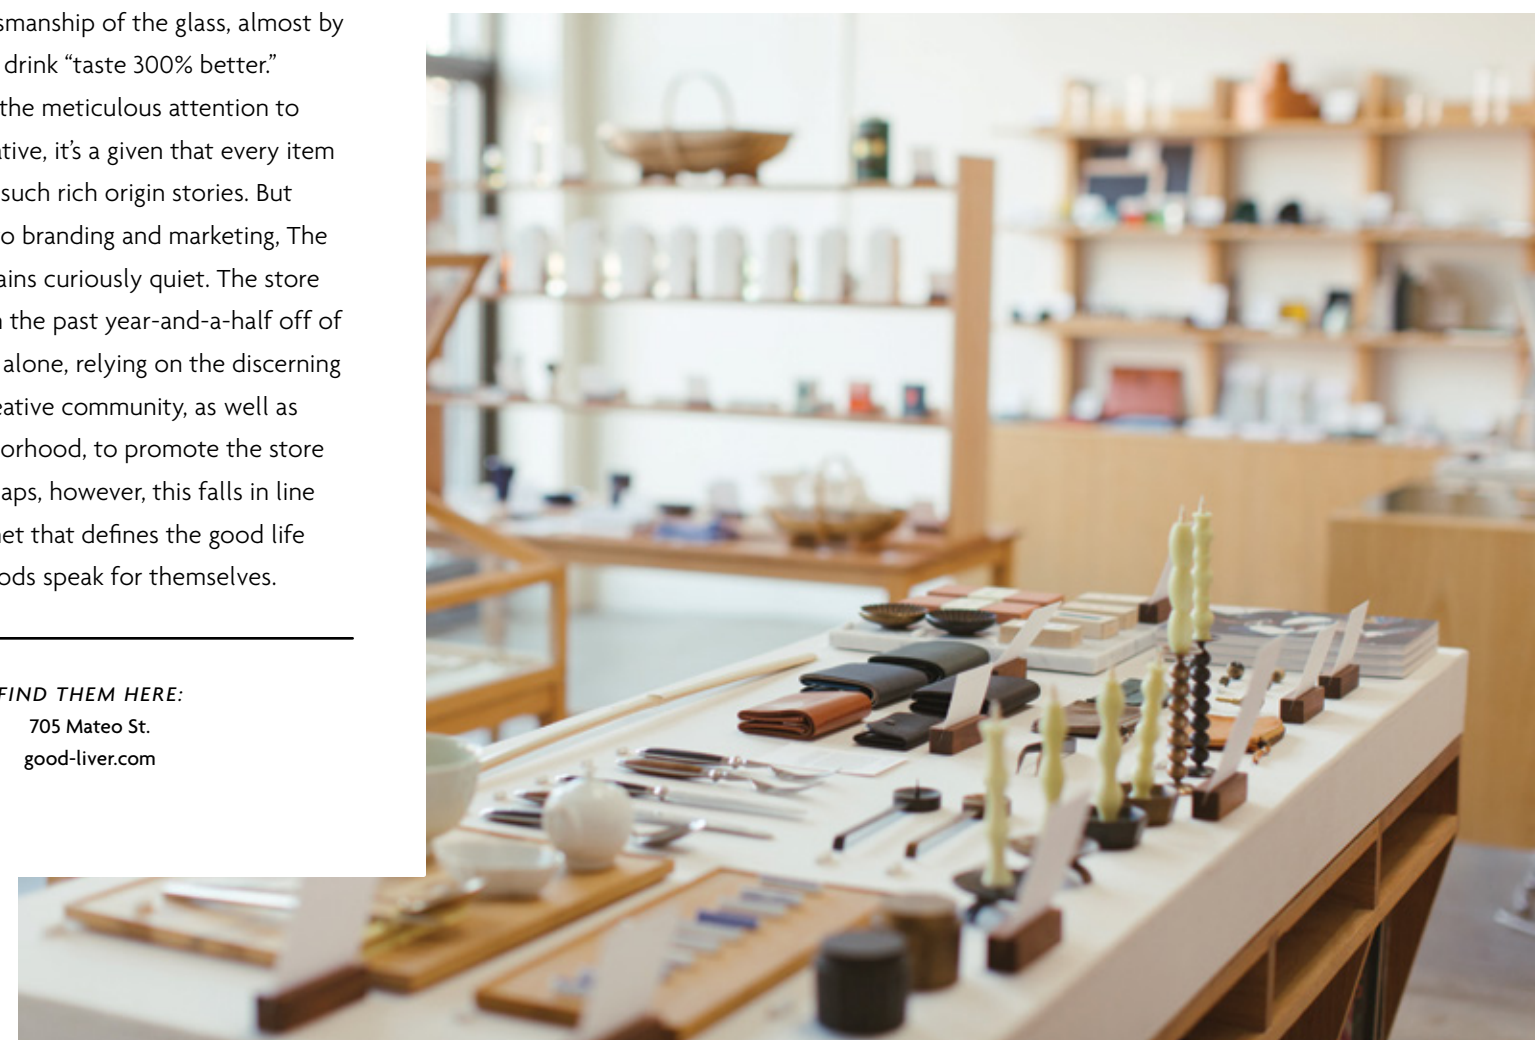 smanship of the glass, almost by
drink “taste 300% better.”
the meticulous attention to
ative, it’s a given that every item
such rich origin stories. But
o branding and marketing, The
ains curiously quiet. The store
the past year-and-a-half off of
alone, relying on the discerning
eative community, as well as
orhood, to promote the store
aps, however, this falls in line
net that defines the good life
ods speak for themselves.
FIND THEM HERE:
705 Mateo St.
good-liver.com